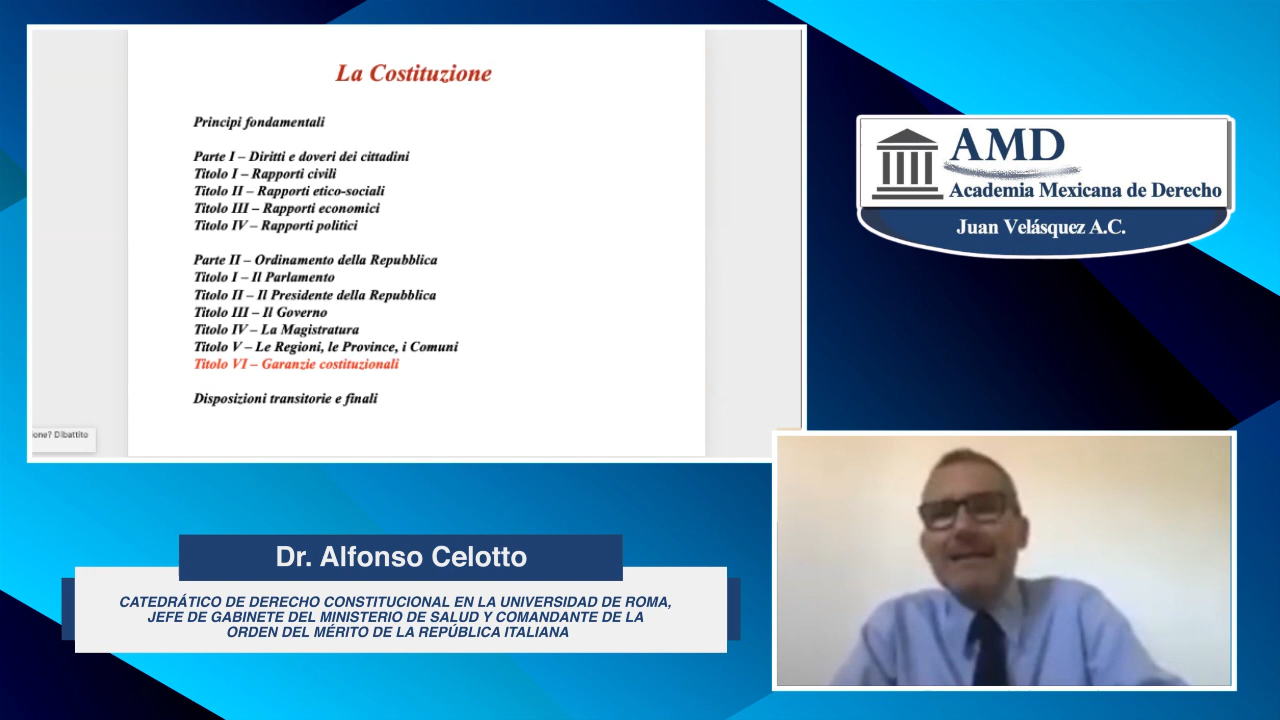 La Costituzione
Principi fondamentali
Parte I – Diritti e doveri dei cittadini
Titolo I – Rapporti civili
Titolo II – Rapporti etico-sociali
Titolo III – Rapporti economici
Titolo IV – Rapporti politici
Parte II – Ordinamento della Repubblica
Titolo I – Il Parlamento
Titolo II – Il Presidente della Repubblica
Titolo III – Il Governo
Titolo IV – La Magistratura
Titolo V – Le Regioni, le Province, i Comuni
Titolo VI – Garanzie costituzionali
Disposizioni transitorie e finali
Dibattito
AMD
Academia Mexicana de Derecho
Juan Velásquez A.C.
Dr. Alfonso Celotto
CATEDRÁTICO DE DERECHO CONSTITUCIONAL EN LA UNIVERSIDAD DE ROMA,
JEFE DE GABINETE DEL MINISTERIO DE SALUD Y COMANDANTE DE LA
ORDEN DEL MÉRITO DE LA REPÚBLICA ITALIANA